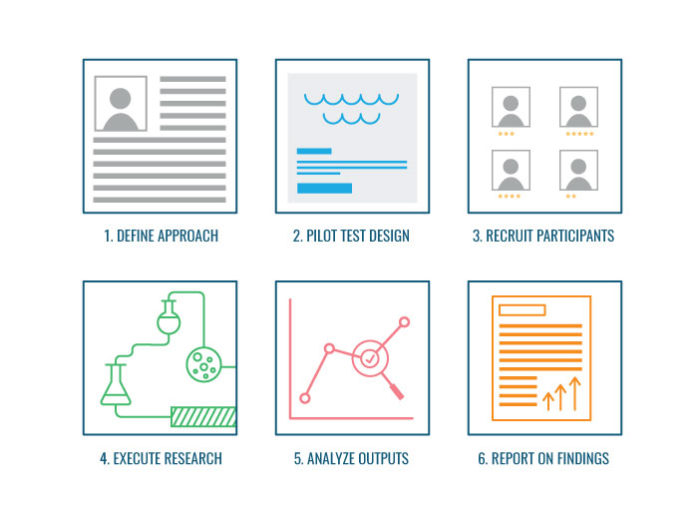 1. DEFINE APPROACH
2. PILOT TEST DESIGN
3. RECRUIT PARTICIPANTS
4. EXECUTE RESEARCH
5. ANALYZE OUTPUTS
6. REPORT ON FINDINGS